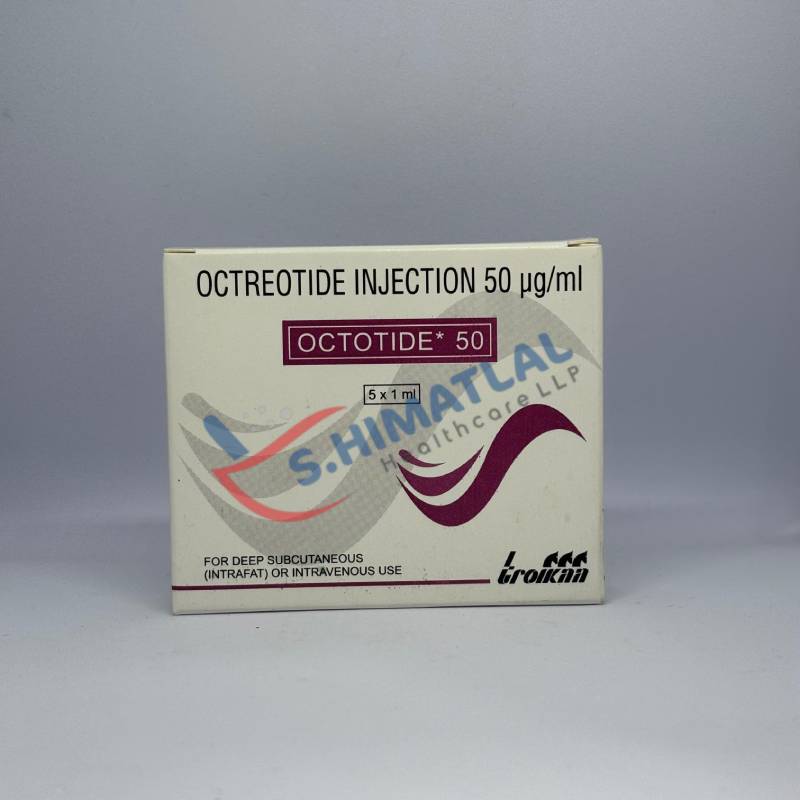 OCTREOTIDE INJECTION 50 µg/ml
OCTOTIDE* 50
5 x 1 ml
S.HIMATLAL
Healthcare LLP
FOR DEEP SUBCUTANEOUS
(INTRAFAT) OR INTRAVENOUS USE
troikaa